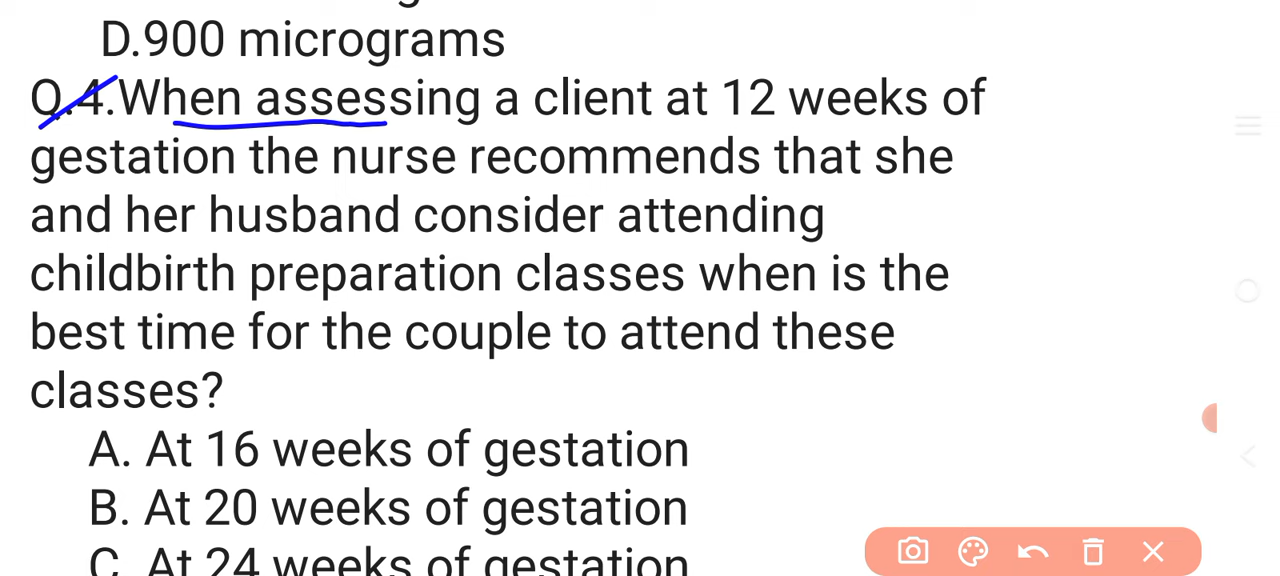 D.900 micrograms
Q.4.When assessing a client at 12 weeks of
gestation the nurse recommends that she
and her husband consider attending
childbirth preparation classes when is the
best time for the couple to attend these
classes?
A. At 16 weeks of gestation
B. At 20 weeks of gestation
C. At 24 weeks of gestation